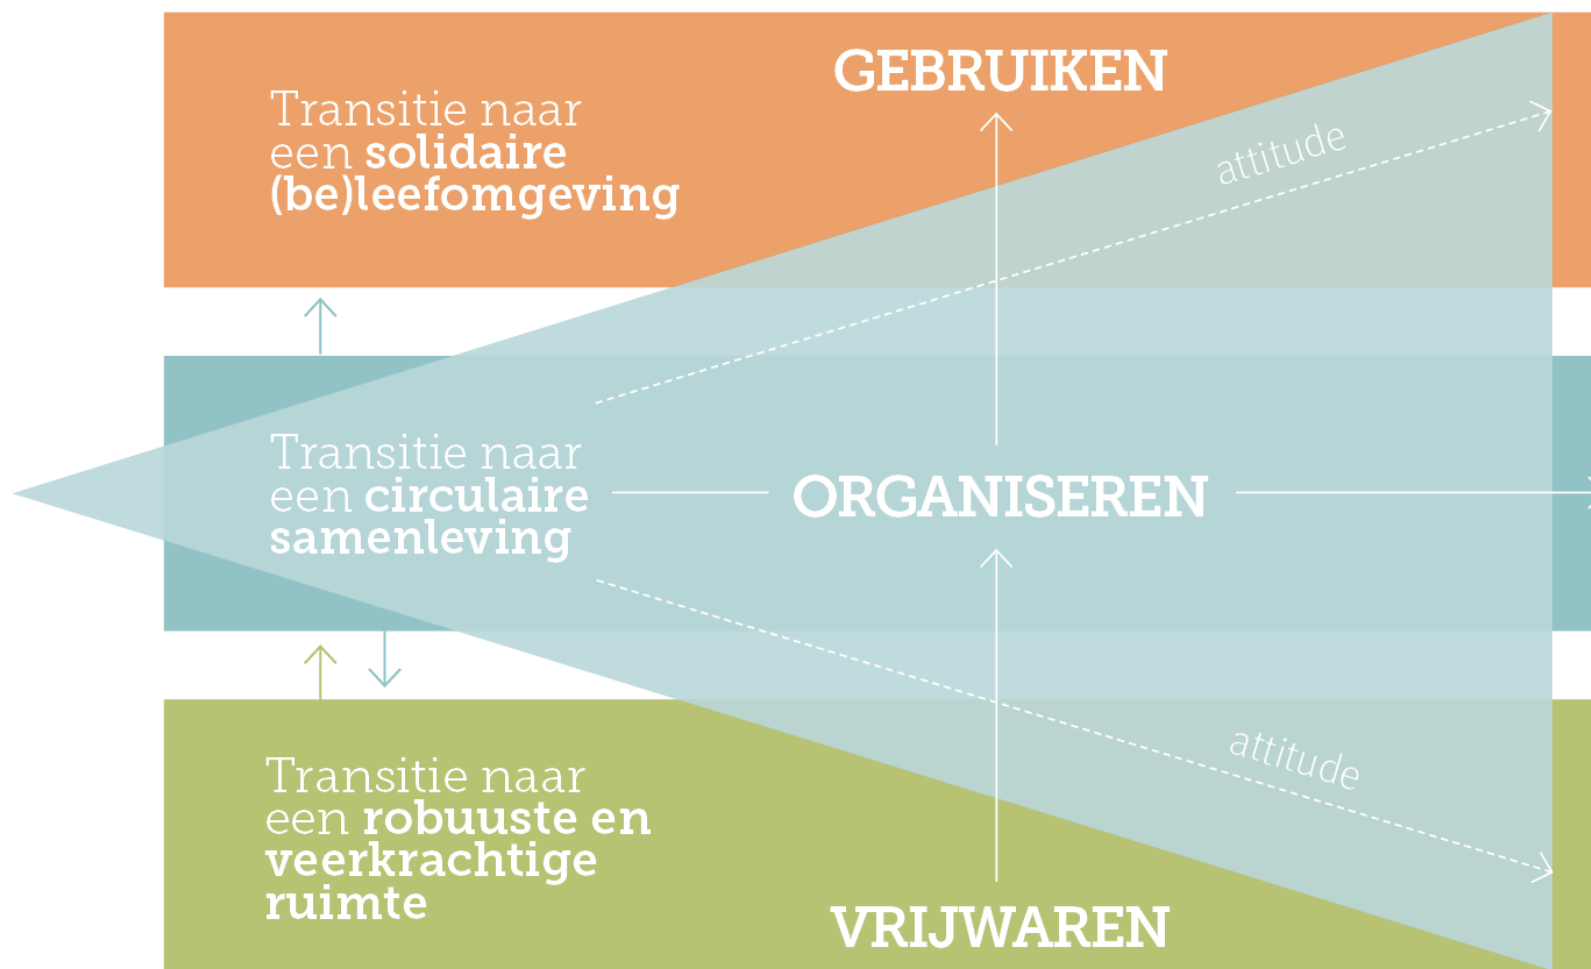 Transitie naar
een solidaire
(be)leefomgeving
GEBRUIKEN
attitude
Transitie naar
een circulaire
samenleving
ORGANISEREN
Transitie naar
een robuuste en
veerkrachtige
ruimte
attitude
VRIJWAREN